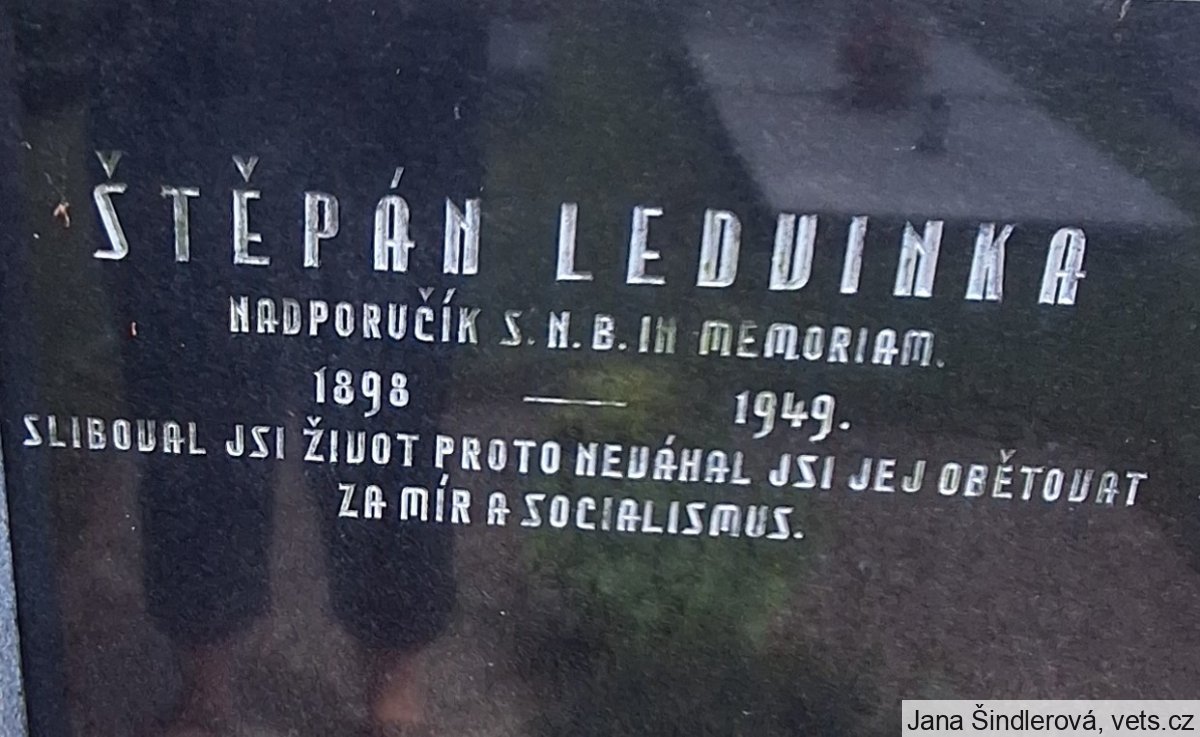 ŠTĚPÁN LEDVINKA
NADPORUČÍK S.N.B. IN MEMORIAM.
1898 — 1949.
SLIBOVAL JSI ŽIVOT PROTO NEVÁHAL JSI JEJ OBĚTOVAT
ZA MÍR A SOCIALISMUS.
Jana Šindlerová, vets.cz